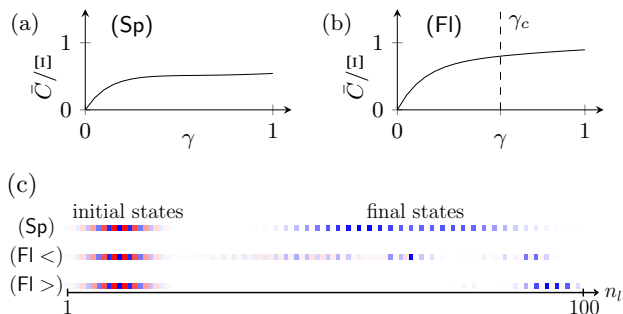 (a) (Sp)
1
C̄/Ξ
0
0 γ 1
(b) (Fl) γc
1
C̄/Ξ
0
0 γ 1
(c)
initial states final states
(Sp)
(Fl <)
(Fl >)
1 100 nl